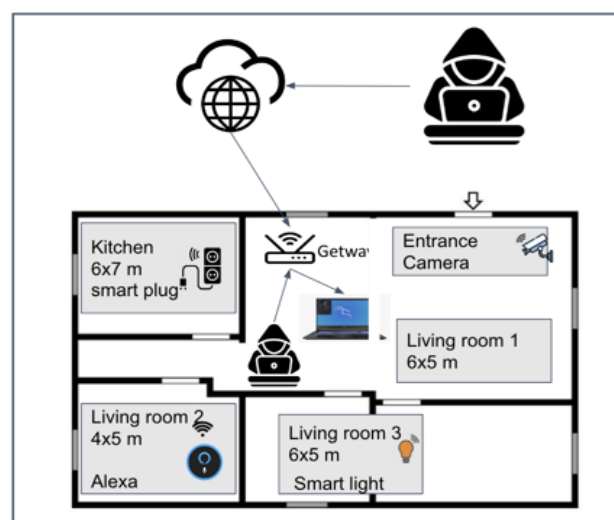 Kitchen
6x7 m
smart plug
Getwav
Entrance
Camera
Living room 1
6x5 m
Living room 2
4x5 m
Alexa
Living room 3
6x5 m
Smart light